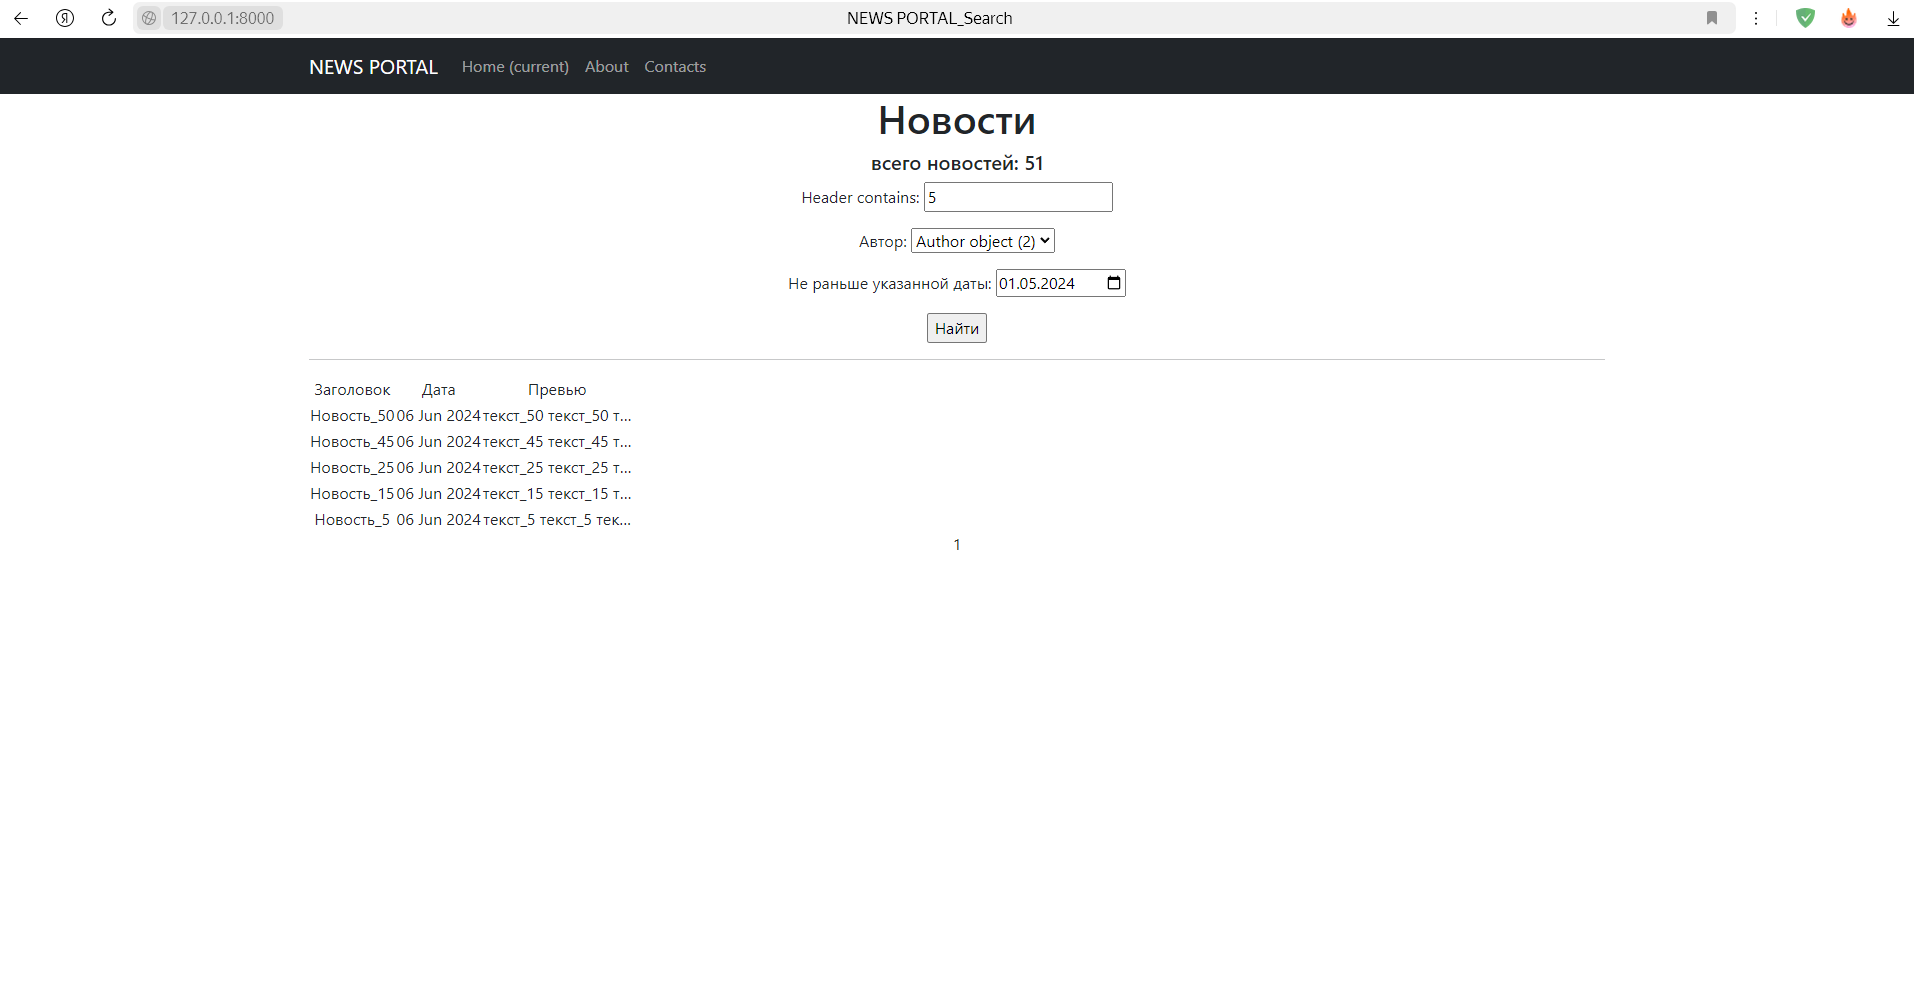 127.0.0.1:8000 NEWS PORTAL_Search
NEWS PORTAL Home (current) About Contacts
Новости
всего новостей: 51
Header contains: 5
Автор: Author object (2)
Не раньше указанной даты: 01.05.2024
Найти
Заголовок Дата Превью
Новость_50 06 Jun 2024 текст_50 текст_50 т...
Новость_45 06 Jun 2024 текст_45 текст_45 т...
Новость_25 06 Jun 2024 текст_25 текст_25 т...
Новость_15 06 Jun 2024 текст_15 текст_15 т...
Новость_5 06 Jun 2024 текст_5 текст_5 тек...
1